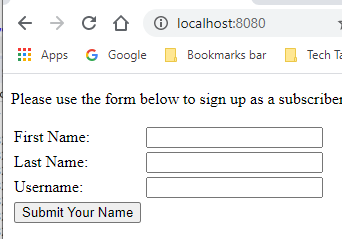 localhost:8080
Apps Google Bookmarks bar Tech
Please use the form below to sign up as a subscriber
First Name:
Last Name:
Username:
Submit Your Name